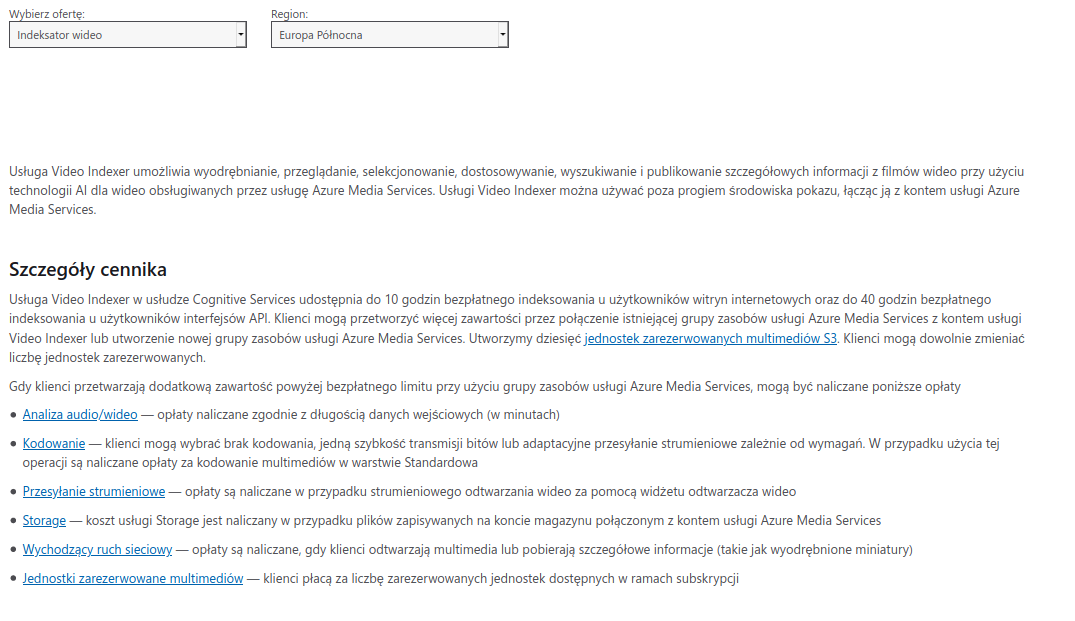 Wybierz ofertę:
Region:
Indeksator wideo
Europa Północna
Usługa Video Indexer umożliwia wyodrębnianie, przeglądanie, selekcjonowanie, dostosowywanie, wyszukiwanie i publikowanie szczegółowych informacji z filmów wideo przy użyciu
technologii AI dla wideo obsługiwanych przez usługę Azure Media Services. Usługi Video Indexer można używać poza progiem środowiska pokazu, łącząc ją z kontem usługi Azure
Media Services.
Szczegóły cennika
Usługa Video Indexer w usłudze Cognitive Services udostępnia do 10 godzin bezpłatnego indeksowania u użytkowników witryn internetowych oraz do 40 godzin bezpłatnego
indeksowania u użytkowników interfejsów API. Klienci mogą przetworzyć więcej zawartości przez połączenie istniejącej grupy zasobów usługi Azure Media Services z kontem usługi
Video Indexer lub utworzenie nowej grupy zasobów usługi Azure Media Services. Utworzymy dziesięć jednostek zarezerwowanych multimediów S3. Klienci mogą dowolnie zmieniać
liczbę jednostek zarezerwowanych.
Gdy klienci przetwarzają dodatkową zawartość powyżej bezpłatnego limitu przy użyciu grupy zasobów usługi Azure Media Services, mogą być naliczane poniższe opłaty
● Analiza audio/wideo — opłaty naliczane zgodnie z długością danych wejściowych (w minutach)
● Kodowanie — klienci mogą wybrać brak kodowania, jedną szybkość transmisji bitów lub adaptacyjne przesyłanie strumieniowe zależnie od wymagań. W przypadku użycia tej
operacji są naliczane opłaty za kodowanie multimediów w warstwie Standardowa
● Przesyłanie strumieniowe — opłaty są naliczane w przypadku strumieniowego odtwarzania wideo za pomocą widżetu odtwarzacza wideo
● Storage — koszt usługi Storage jest naliczany w przypadku plików zapisywanych na koncie magazynu połączonym z kontem usługi Azure Media Services
● Wychodzący ruch sieciowy — opłaty są naliczane, gdy klienci odtwarzają multimedia lub pobierają szczegółowe informacje (takie jak wyodrębnione miniatury)
● Jednostki zarezerwowane multimediów — klienci płacą za liczbę zarezerwowanych jednostek dostępnych w ramach subskrypcji